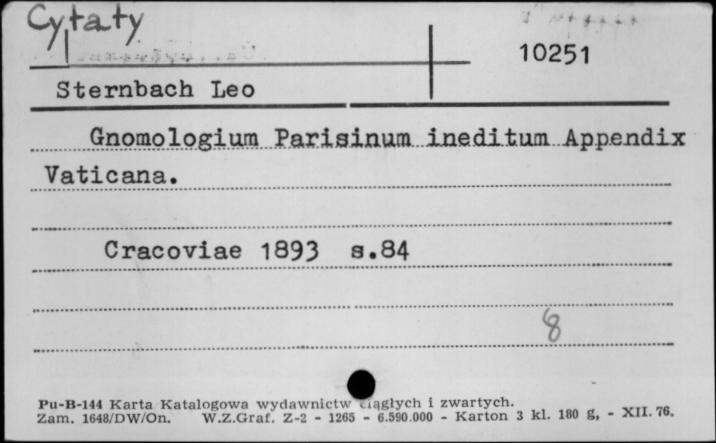 Cytaty
10251
Sternbach Leo
Gnomologium Parisinum ineditum Appendix
Vaticana.
Cracoviae 1893 s.84
8
Pu-B-144 Karta Katalogowa wydawnictw ciągłych i zwartych.
Zam. 1648/DW/On. W.Z.Graf. Z-2 - 1265 - 6.590.000 - Karton 3 kl. 180 g, - XII. 76.